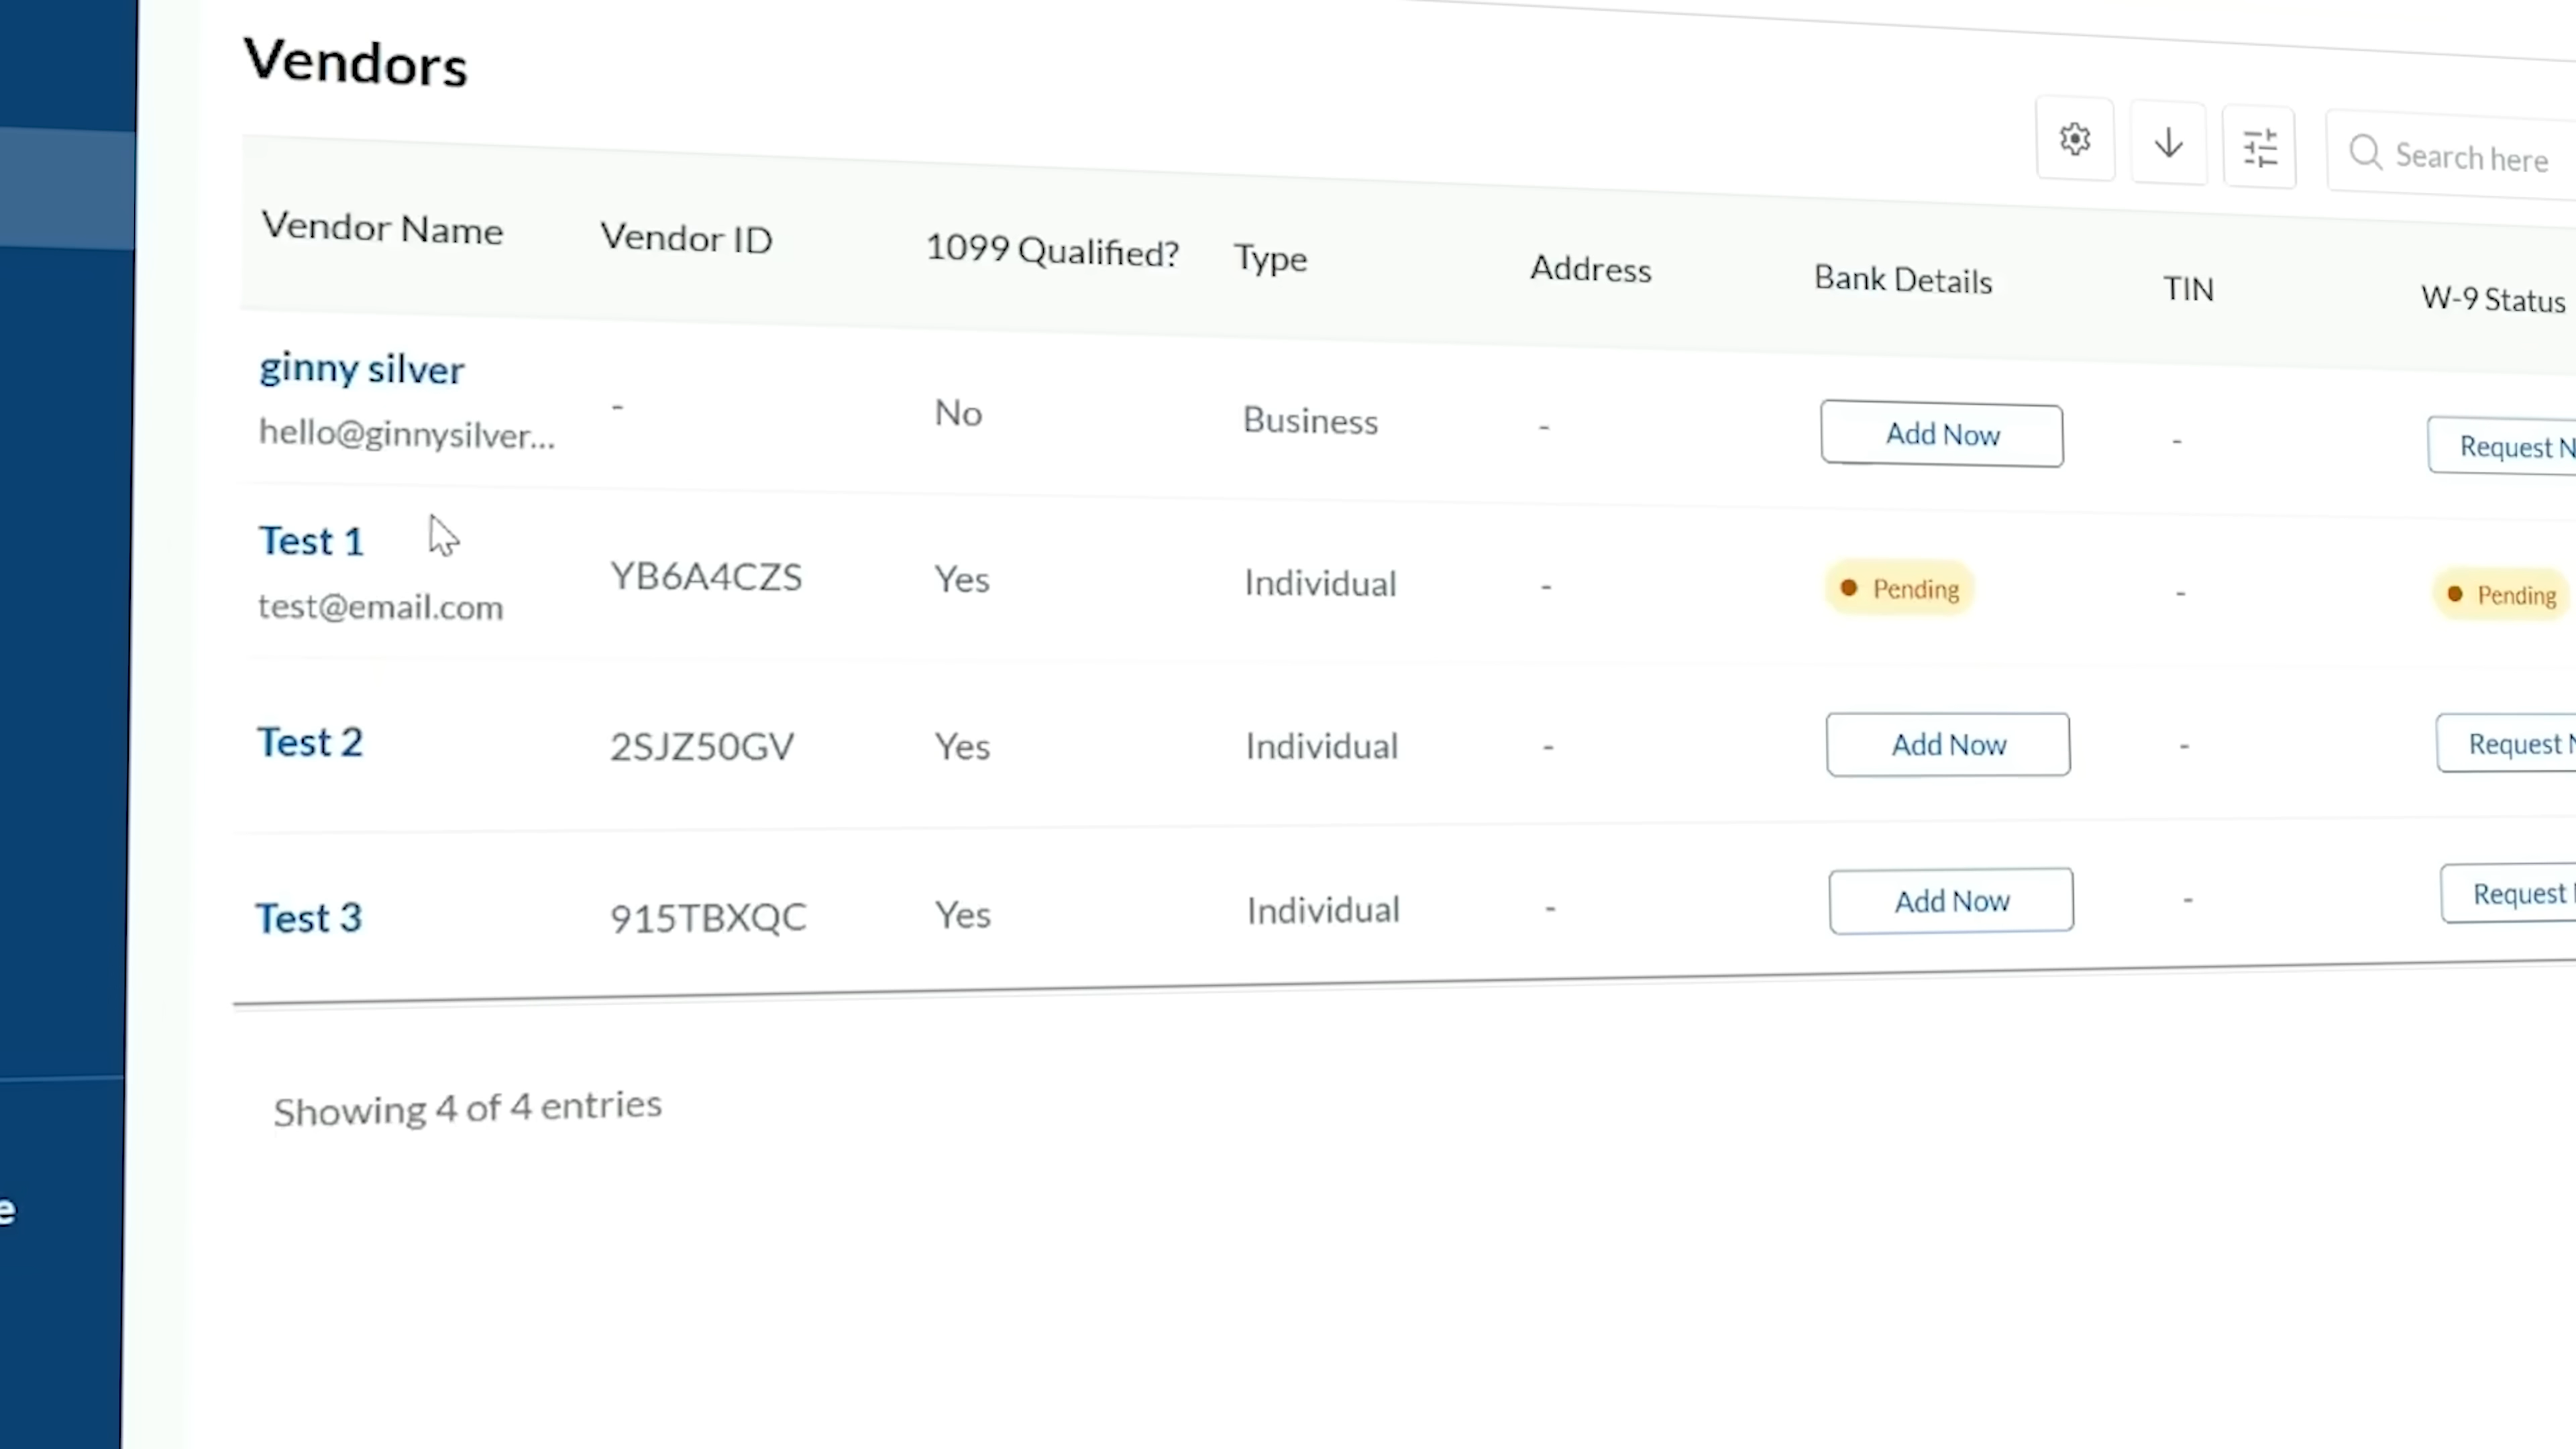 Vendors
Search here
Vendor Name Vendor ID 1099 Qualified? Type Address Bank Details TIN W-9 Status
ginny silver
hello@ginnysilver...
- No Business - Add Now - Request
Test 1
test@email.com
YB6A4CZS Yes Individual - Pending - Pending
Test 2 2SJZ50GV Yes Individual - Add Now - Request
Test 3 915TBXQC Yes Individual - Add Now - Request
Showing 4 of 4 entries
e